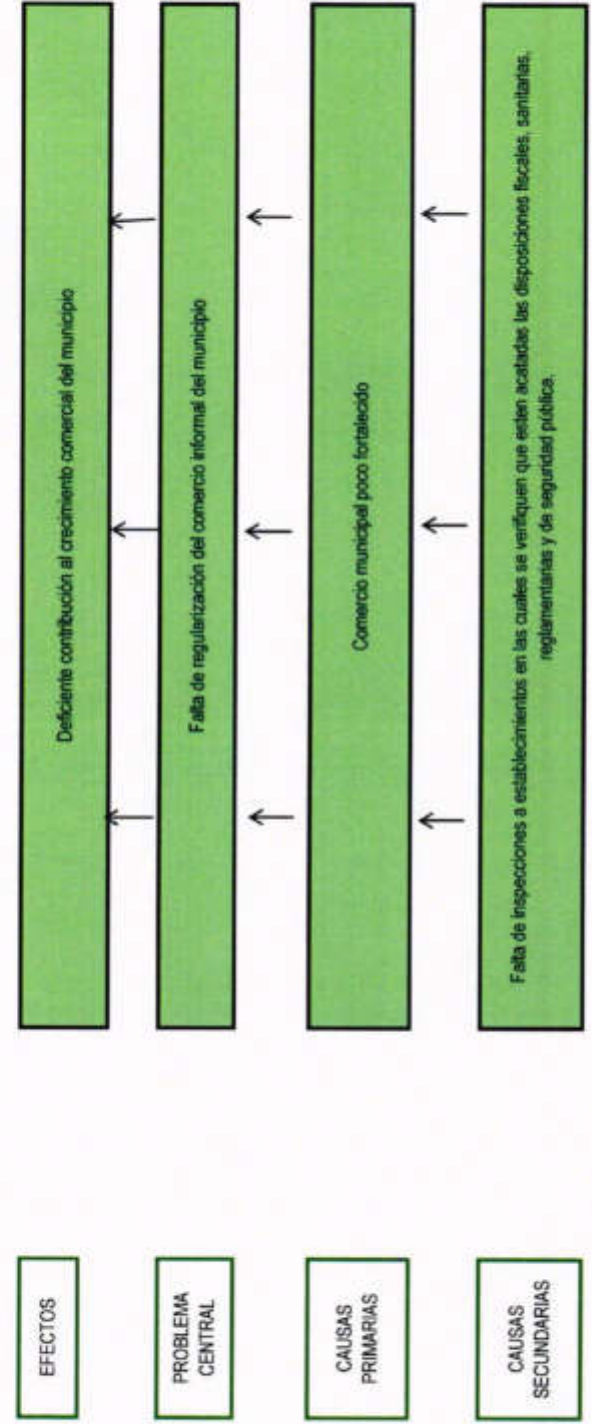 EFECTOS
Deficiente contribución al crecimiento comercial del municipio
PROBLEMA
CENTRAL
Falta de regularización del comercio informal del municipio
CAUSAS
PRIMARIAS
Comercio municipal poco fortalecido
CAUSAS
SECUNDARIAS
Falta de inspecciones a establecimientos en las cuales se verifiquen que esten acatadas las disposiciones fiscales, sanitarias,
reglamentarias y de seguridad pública.